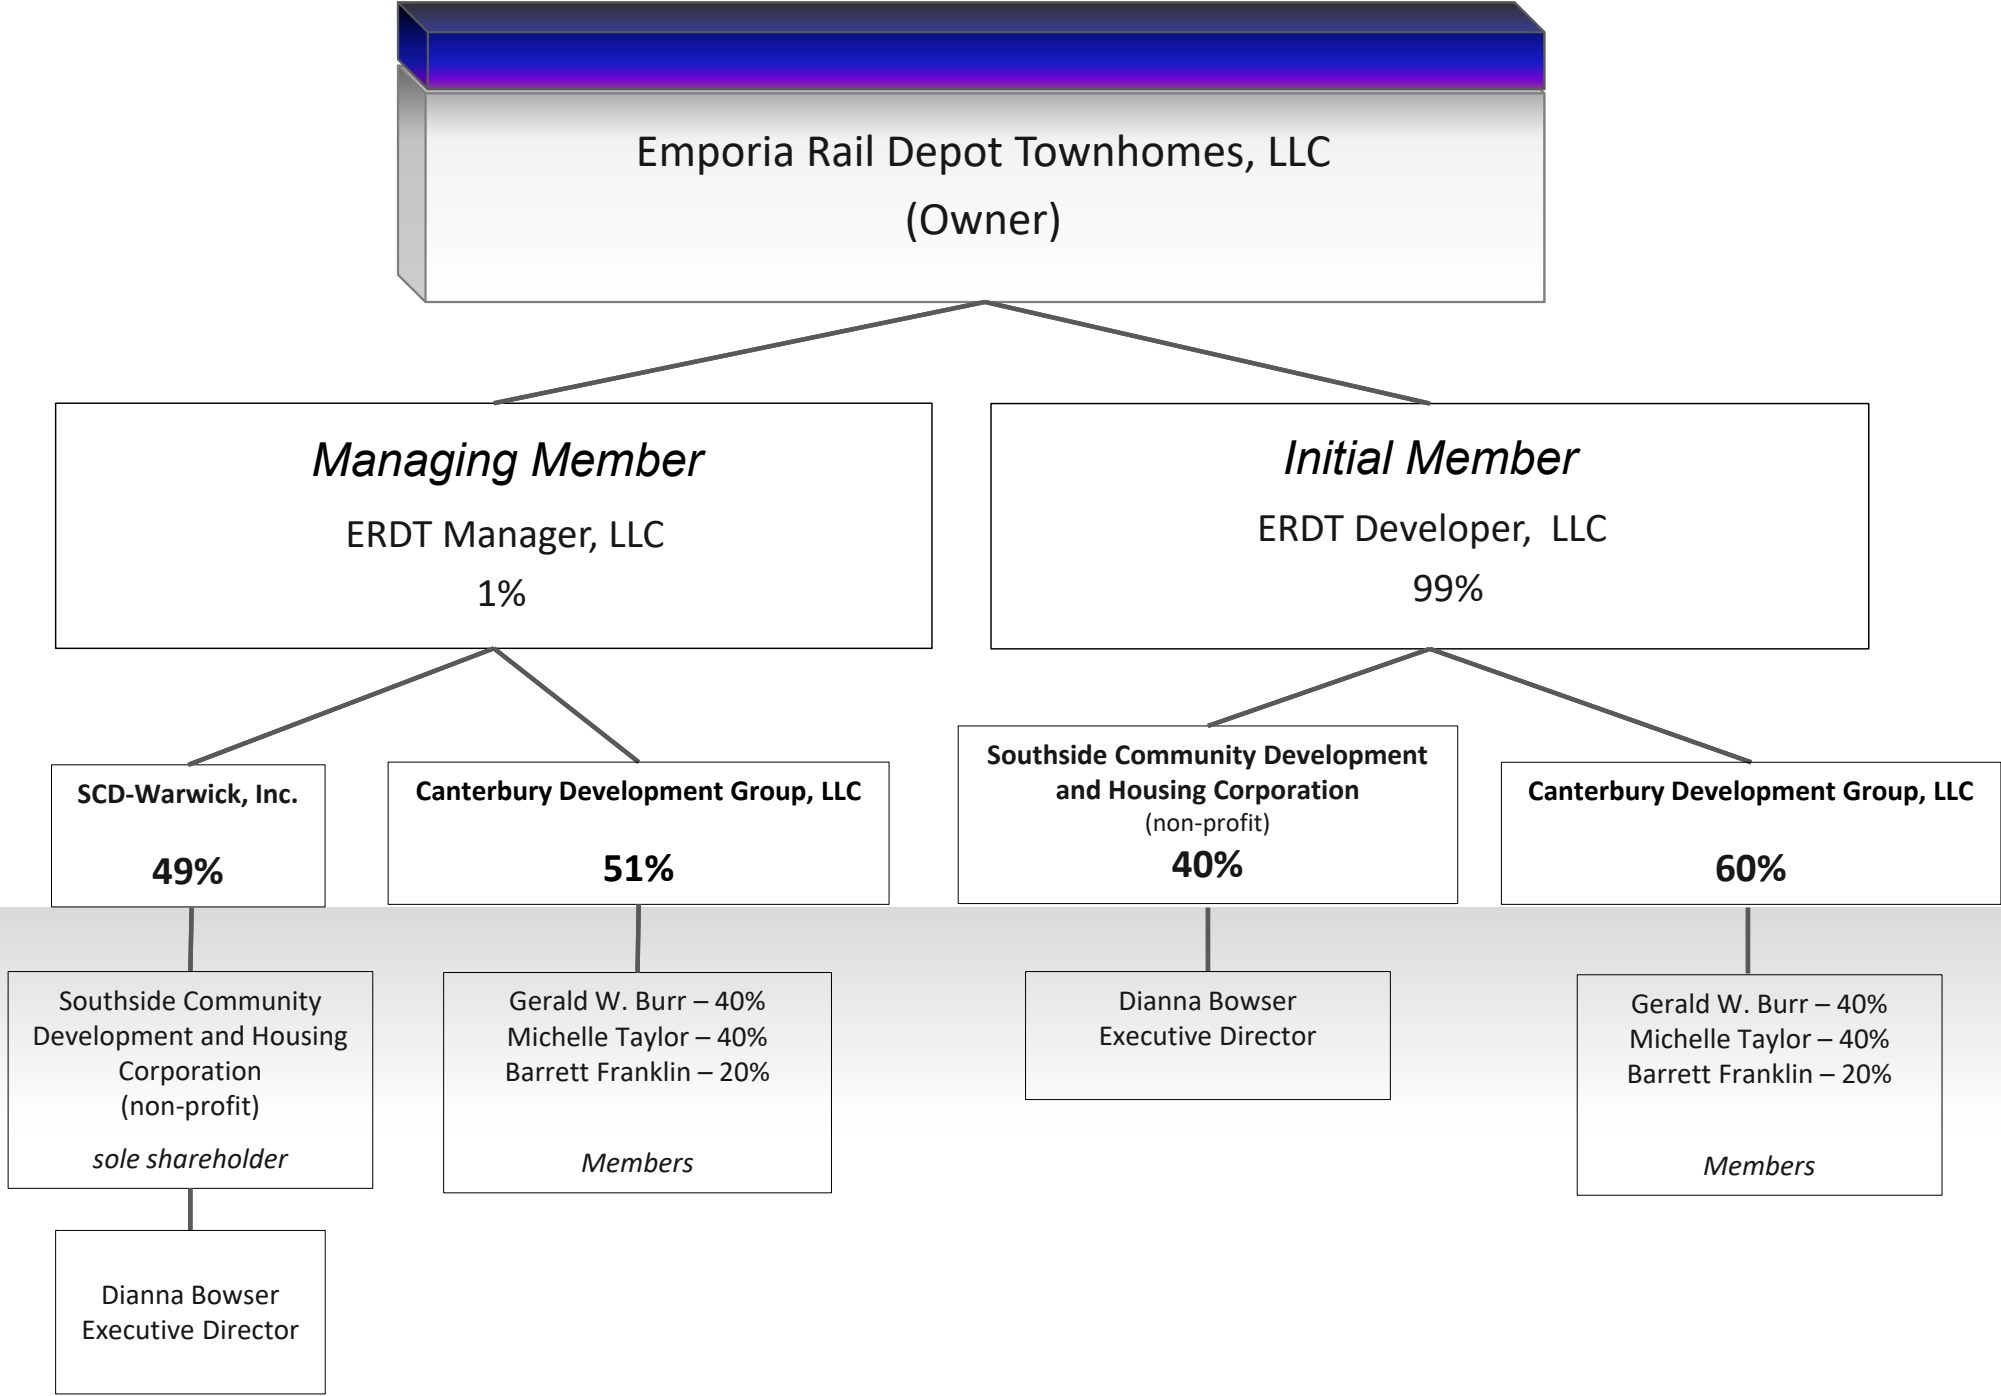 Emporia Rail Depot Townhomes, LLC
(Owner)
Managing Member
ERDT Manager, LLC
1%
Initial Member
ERDT Developer,  LLC
99%
SCD-Warwick, Inc.
49%
Canterbury Development Group, LLC
51%
Southside Community Development
and Housing Corporation
(non-profit)
40%
Canterbury Development Group, LLC
60%
Southside Community
Development and Housing
Corporation
(non-profit)
sole shareholder
Gerald W. Burr – 40%
Michelle Taylor – 40%
Barrett Franklin – 20%
Members
Dianna Bowser
Executive Director
Gerald W. Burr – 40%
Michelle Taylor – 40%
Barrett Franklin – 20%
Members
Dianna Bowser
Executive Director